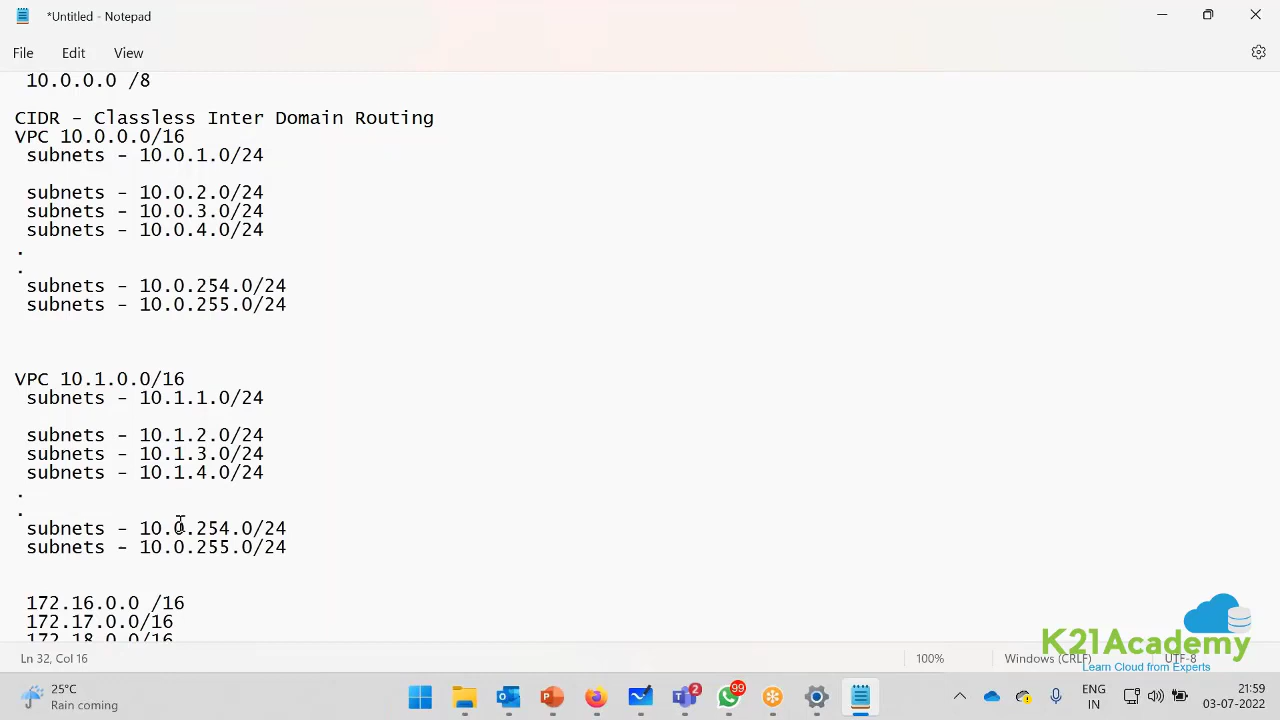 *Untitled - Notepad
File Edit View
10.0.0.0 /8
CIDR - Classless Inter Domain Routing
VPC 10.0.0.0/16
subnets - 10.0.1.0/24
subnets - 10.0.2.0/24
subnets - 10.0.3.0/24
subnets - 10.0.4.0/24
.
.
subnets - 10.0.254.0/24
subnets - 10.0.255.0/24
VPC 10.1.0.0/16
subnets - 10.1.1.0/24
subnets - 10.1.2.0/24
subnets - 10.1.3.0/24
subnets - 10.1.4.0/24
.
.
subnets - 10.0.254.0/24
subnets - 10.0.255.0/24
172.16.0.0 /16
172.17.0.0/16
172.18.0.0/16
K21Academy
Learn Cloud from Experts
Ln 32, Col 16 100% Windows (CRLF) UTF-8
25°C
Rain coming
2
99
ENG
IN
21:59
03-07-2022